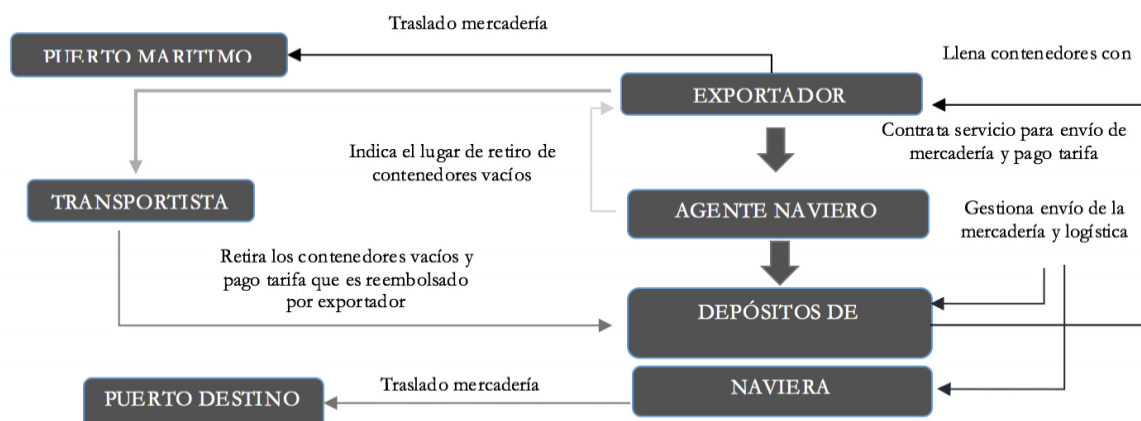 Traslado mercadería
PUERTO MARITIMO
Llena contenedores con
EXPORTADOR
Contrata servicio para envío de
mercadería y pago tarifa
Indica el lugar de retiro de
contenedores vacíos
TRANSPORTISTA
AGENTE NAVIERO
Gestiona envío de la
mercadería y logística
Retira los contenedores vacíos y
pago tarifa que es reembolsado
por exportador
DEPÓSITOS DE
NAVIERA
Traslado mercadería
PUERTO DESTINO